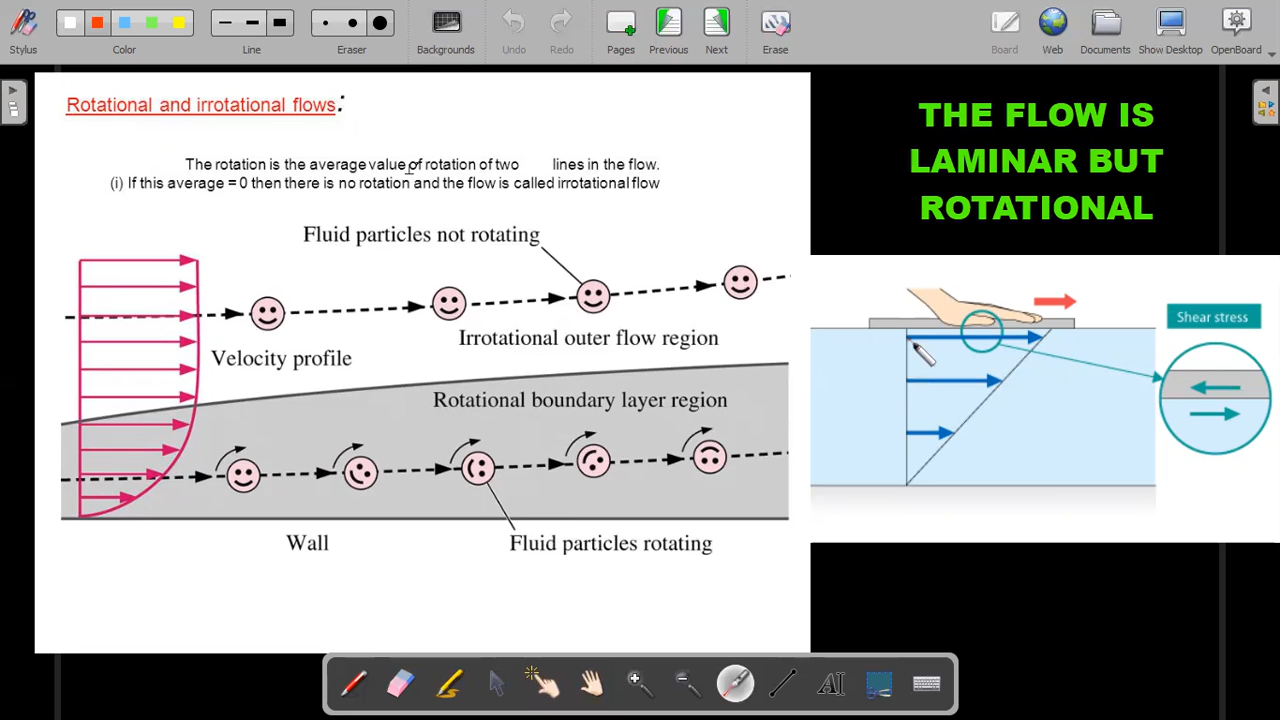 Stylus
Color
Line
Eraser
Backgrounds
Undo
Redo
Pages
Previous
Next
Erase
Board
Web
Documents
Show Desktop
OpenBoard
Rotational and irrotational flows:
The rotation is the average value of rotation of two lines in the flow.
(i) If this average = 0 then there is no rotation and the flow is called irrotational flow
Fluid particles not rotating
Irrotational outer flow region
Velocity profile
Rotational boundary layer region
Wall
Fluid particles rotating
THE FLOW IS
LAMINAR BUT
ROTATIONAL
Shear stress
AI